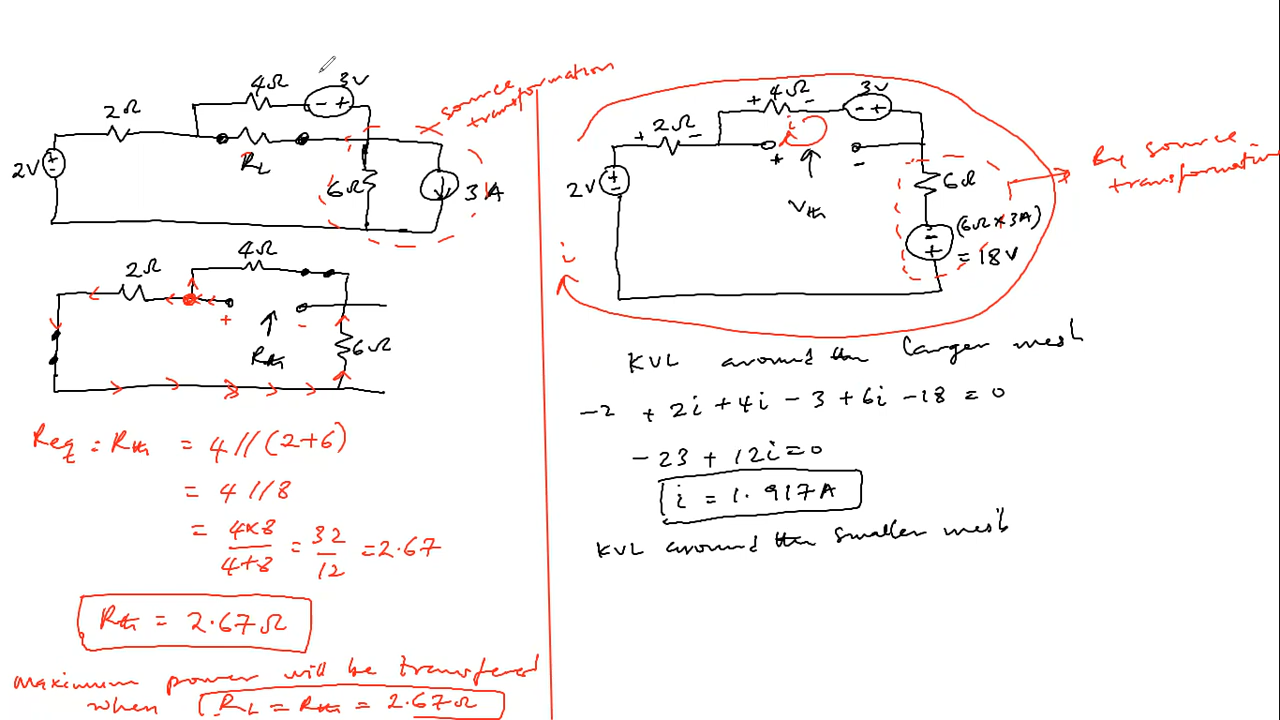 4Ω
3V
- +
source
transformation
2Ω
2V
+
-
RL
6Ω
3A
4Ω
2Ω
+
-
Rth
6Ω
Req = Rth = 4//(2+6)
= 4//8
= 4×8/4+8 = 32/12 = 2.67
Rth = 2.67Ω
maximum power will be transferred
when RL = Rth = 2.67Ω
+ 4Ω -
3V
- +
i
+ 2Ω -
+
-
2V
+
-
Vth
6Ω
-
+
(6Ω×3A)
= 18V
i
By source
transformation
KVL around the larger mesh
-2 + 2i + 4i - 3 + 6i - 18 = 0
-23 + 12i = 0
i = 1.917A
KVL around the smaller mesh